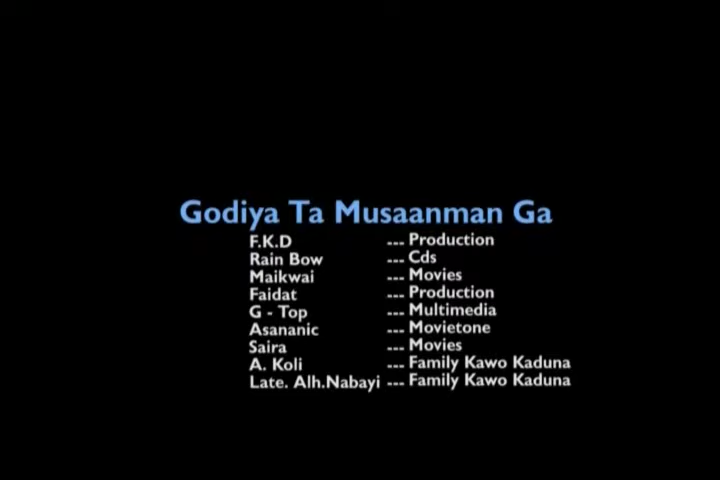 Godiya Ta Musaanman Ga
F.K.D --- Production
Rain Bow --- Cds
Maikwai --- Movies
Faidat --- Production
G - Top --- Multimedia
Asananic --- Movietone
Saira --- Movies
A. Koli --- Family Kawo Kaduna
Late. Alh.Nabayi --- Family Kawo Kaduna